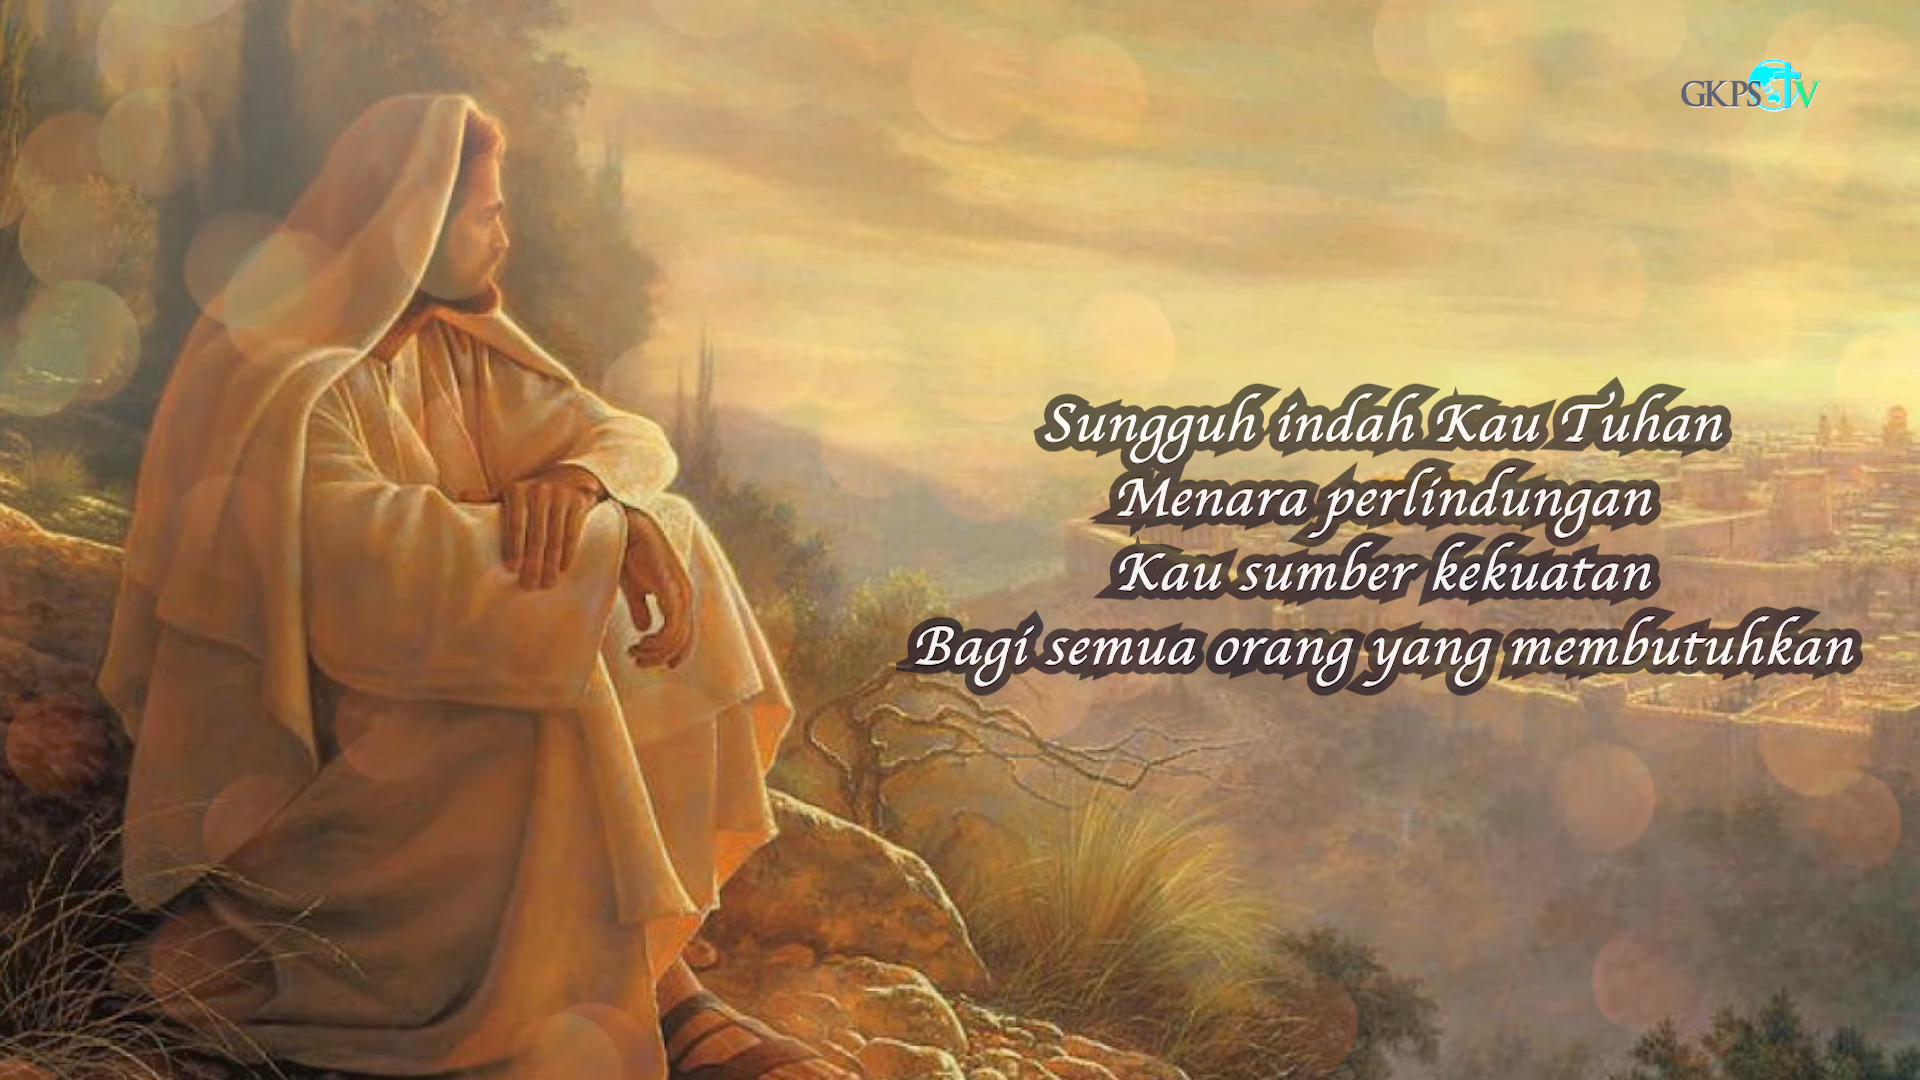 GKPS TV
Sungguh indah Kau Tuhan
Menara perlindungan
Kau sumber kekuatan
Bagi semua orang yang membutuhkan